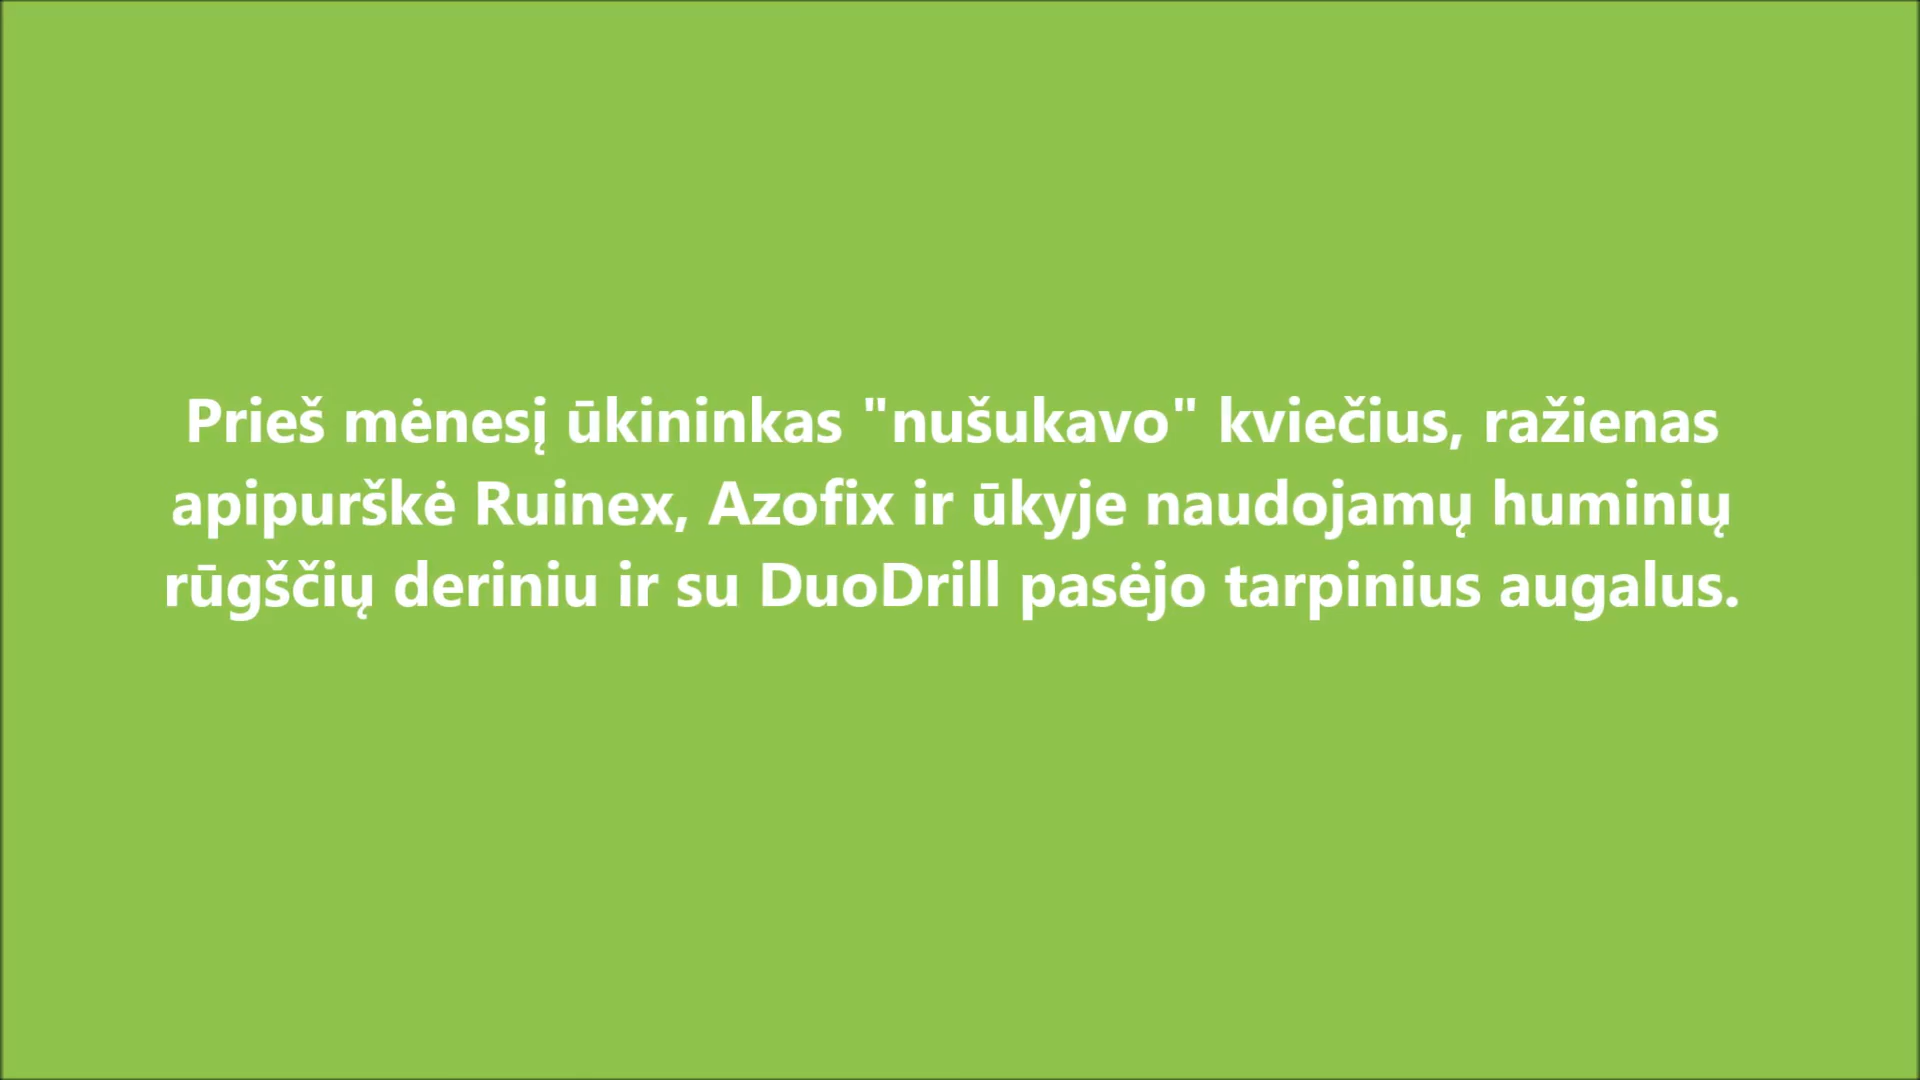 Prieš mėnesį ūkininkas "nušukavo" kviečius, ražienas
apipurškė Ruinex, Azofix ir ūkyje naudojamų huminių
rūgščių deriniu ir su DuoDrill pasėjo tarpinius augalus.